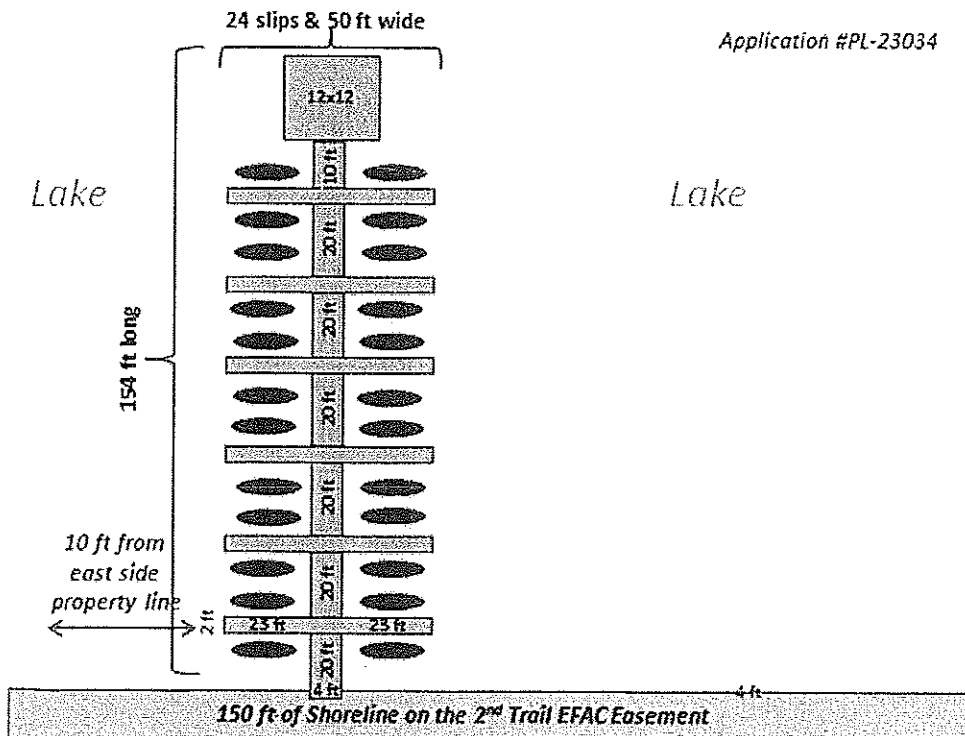 24 slips & 50 ft wide
Application #PL-23034
12x12
10 ft
Lake
Lake
20 ft
20 ft
154 ft long
20 ft
20 ft
10 ft from
east side
property line
20 ft
2 ft
23 ft
23 ft
20 ft
4 ft
4 ft
150 ft of Shoreline on the 2nd Trail EFAC Easement